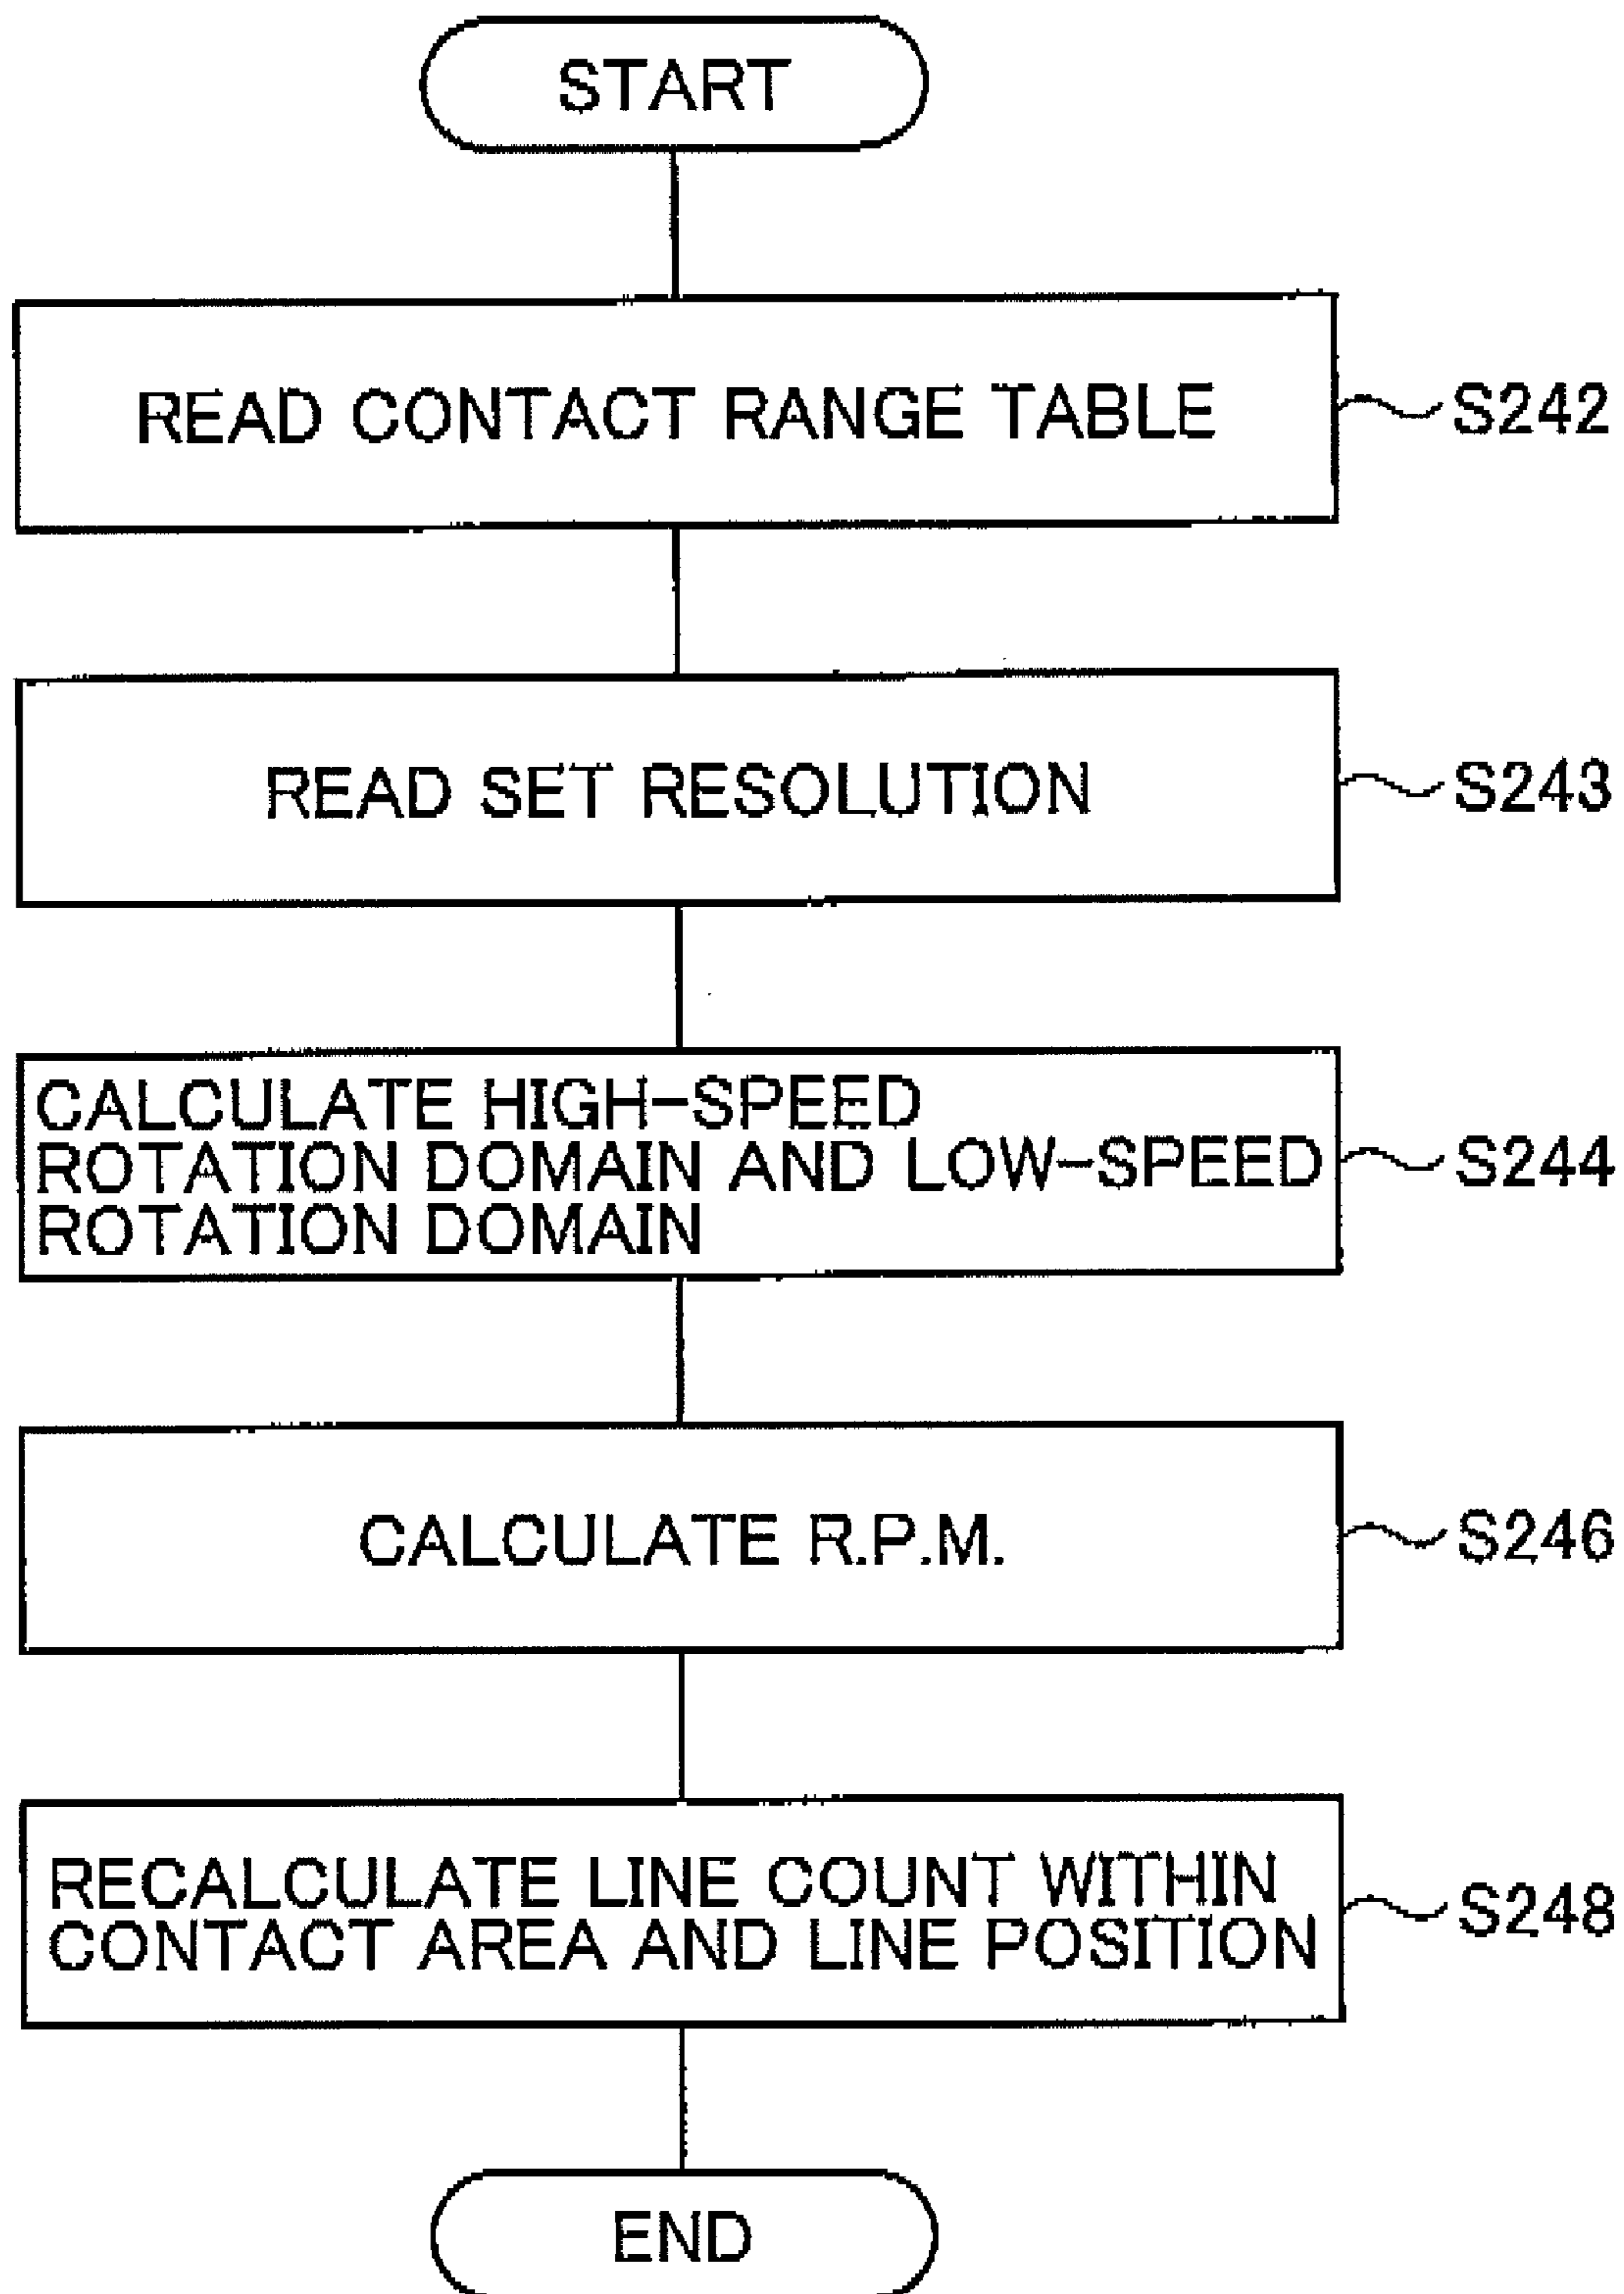 START
READ CONTACT RANGE TABLE
S242
READ SET RESOLUTION
S243
CALCULATE HIGH-SPEED
ROTATION DOMAIN AND LOW-SPEED
ROTATION DOMAIN
S244
CALCULATE R.P.M.
S246
RECALCULATE LINE COUNT WITHIN
CONTACT AREA AND LINE POSITION
S248
END